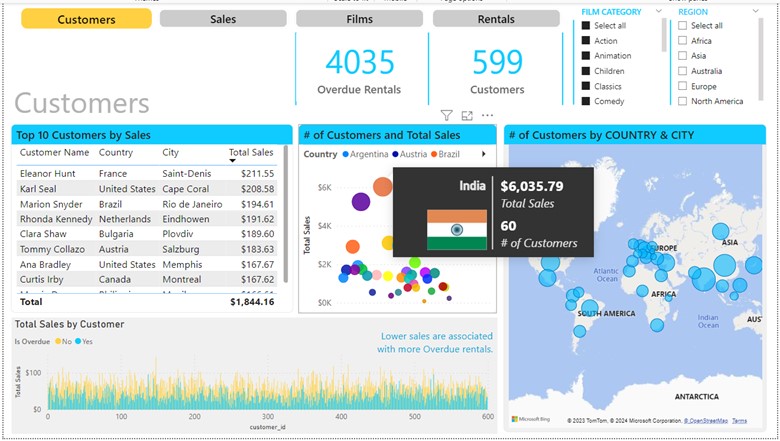 Customers
Sales
Films
Rentals
4035
Overdue Rentals
599
Customers
FILM CATEGORY
Select all
Action
Animation
Children
Classics
Comedy
REGION
Select all
Africa
Asia
Australia
Europe
North America
Customers
Top 10 Customers by Sales
Customer Name Country City Total Sales
Eleanor Hunt France Saint-Denis $211.55
Karl Seal United States Cape Coral $208.58
Marion Snyder Brazil Rio de Janeiro $194.61
Rhonda Kennedy Netherlands Eindhowen $191.62
Clara Shaw Bulgaria Plovdiv $189.60
Tommy Collazo Austria Salzburg $183.63
Ana Bradley United States Memphis $167.67
Curtis Irby Canada Montreal $167.62
Total $1,844.16
# of Customers and Total Sales
Country Argentina Austria Brazil
Total Sales
$6K
$4K
$2K
$0K
400
India
$6,035.79
Total Sales
60
# of Customers
# of Customers by COUNTRY & CITY
EUROPE
ASIA
Atlantic
Ocean
AFRICA
SOUTH AMERICA
Indian
Ocean
AUST
ANTARCTICA
Microsoft Bing
© 2023 TomTom, © 2024 Microsoft Corporation, © OpenStreetMap Terms
Total Sales by Customer
Is Overdue No Yes
Lower sales are associated
with more Overdue rentals.
Total Sales
$100
$0
0 100 200 300 400 500 600
customer_id